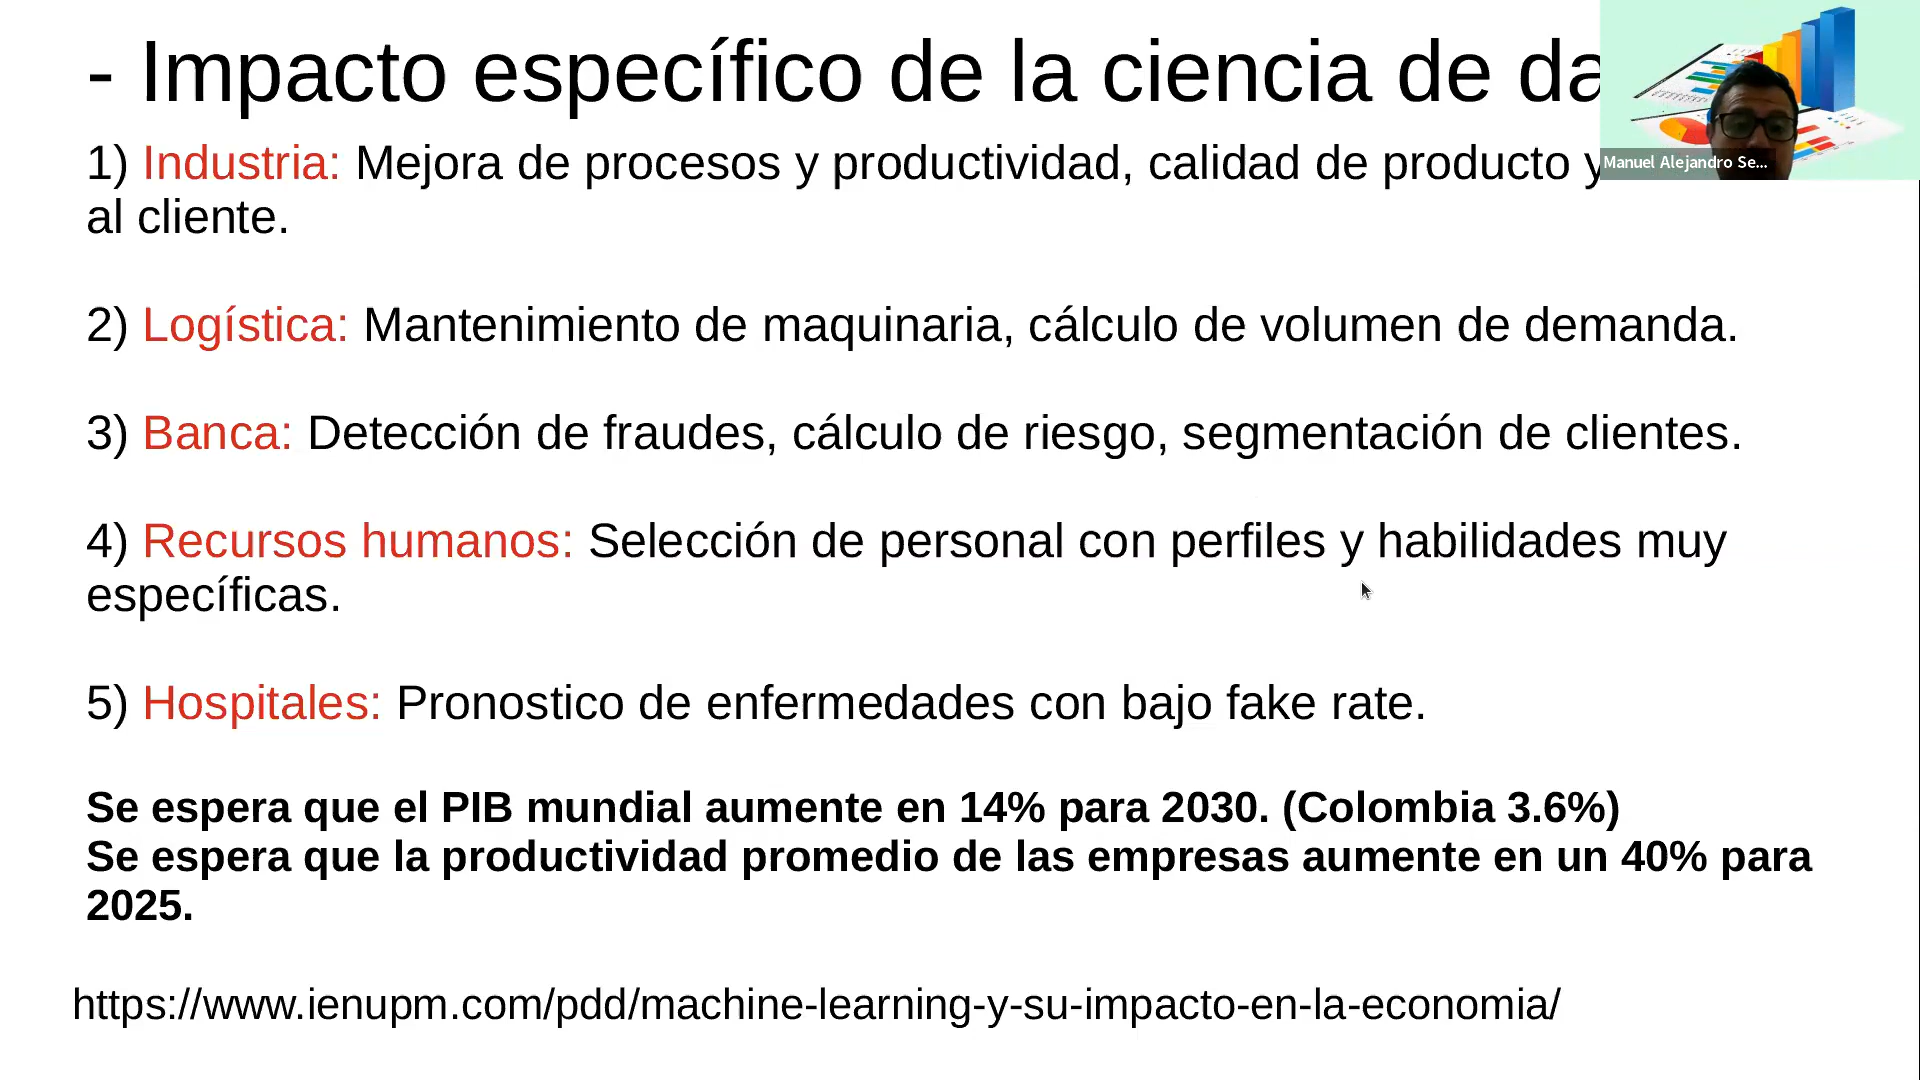 - Impacto específico de la ciencia de
1) Industria: Mejora de procesos y productividad, calidad de producto y
al cliente.
2) Logística: Mantenimiento de maquinaria, cálculo de volumen de demanda.
3) Banca: Detección de fraudes, cálculo de riesgo, segmentación de clientes.
4) Recursos humanos: Selección de personal con perfiles y habilidades muy
específicas.
5) Hospitales: Pronostico de enfermedades con bajo fake rate.
Se espera que el PIB mundial aumente en 14% para 2030. (Colombia 3.6%)
Se espera que la productividad promedio de las empresas aumente en un 40% para
2025.
https://www.ienupm.com/pdd/machine-learning-y-su-impacto-en-la-economia/
Manuel Alejandro Se...